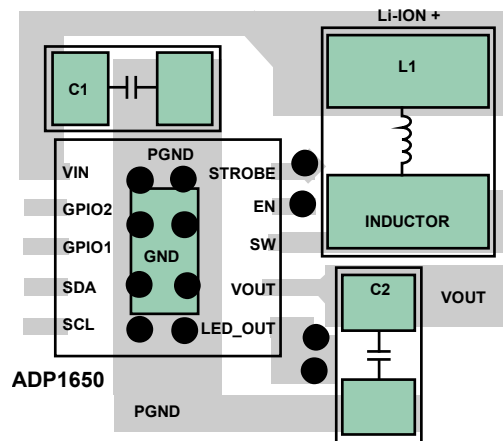 Li-ION +
C1
L1
PGND
VIN
STROBE
GPIO2
EN
INDUCTOR
GPIO1
GND
SW
SDA
VOUT
C2
VOUT
SCL
LED_OUT
ADP1650
PGND